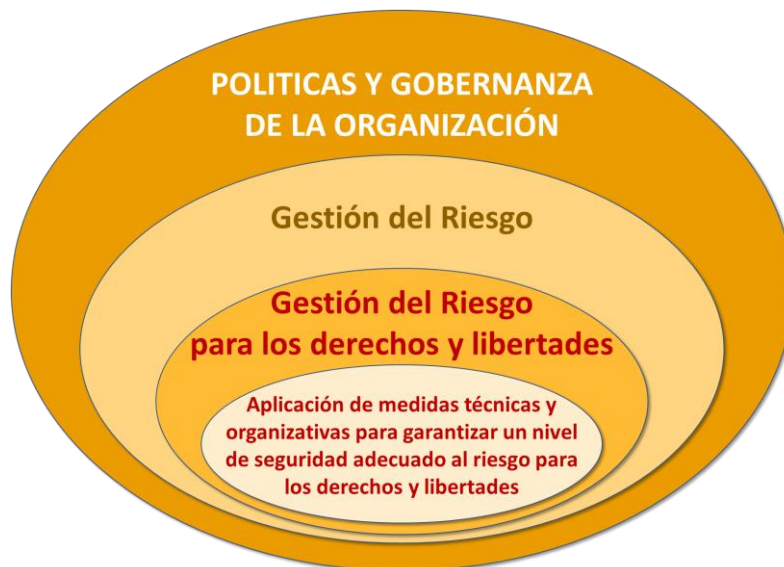 POLITICAS Y GOBERNANZA
DE LA ORGANIZACIÓN
Gestión del Riesgo
Gestión del Riesgo
para los derechos y libertades
Aplicación de medidas técnicas y
organizativas para garantizar un nivel
de seguridad adecuado al riesgo para
los derechos y libertades